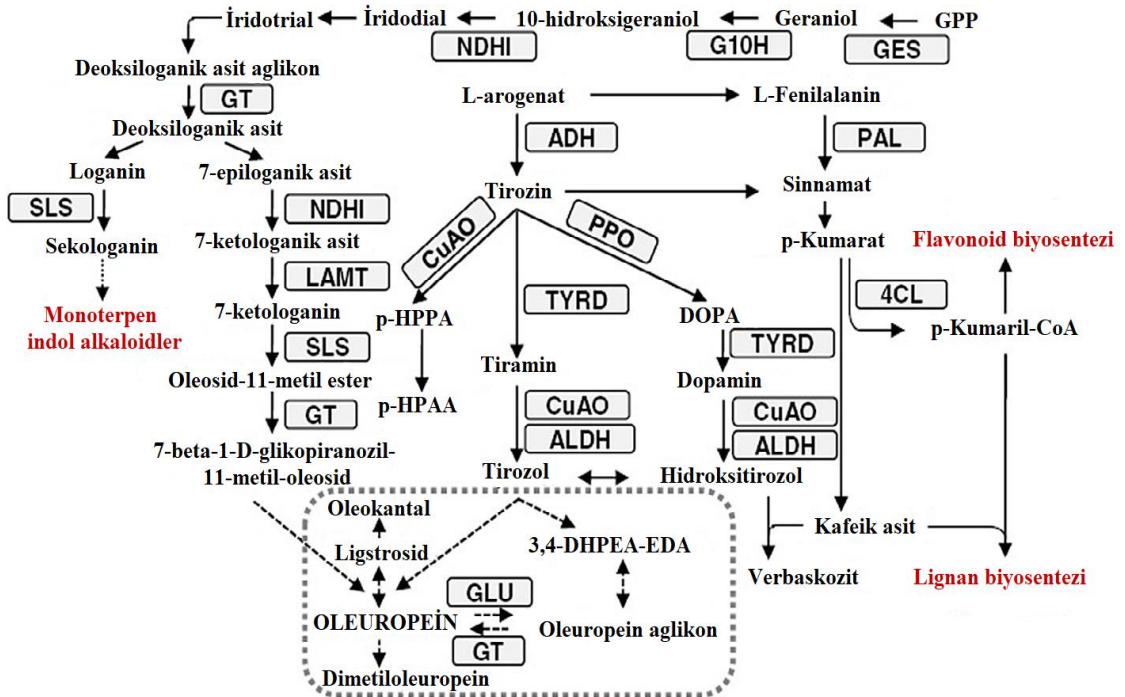 İridotrial
İridodial
10-hidroksigeraniol
Geraniol
GPP
NDHI
G10H
GES
Deoksiloganik asit aglikon
GT
L-arogenat
L-Fenilalanin
Deoksiloganik asit
ADH
PAL
Loganin
7-epiloganik asit
Tirozin
Sinnamat
SLS
NDHI
CuAO
PPO
Sekologanin
7-ketologanik asit
p-Kumarat
Flavonoid biyosentezi
LAMT
TYRD
4CL
Monoterpen
indol alkaloidler
7-ketologanin
p-HPPA
DOPA
p-Kumaril-CoA
SLS
TYRD
Tiramin
Oleosid-11-metil ester
Dopamin
p-HPAA
GT
CuAO
CuAO
ALDH
ALDH
7-beta-1-D-glikopiranozil-
11-metil-oleosid
Tirozol
Hidroksitirozol
Oleokantal
Kafeik asit
Ligstrosid
3,4-DHPEA-EDA
Verbaskozit
Lignan biyosentezi
GLU
OLEUROPEİN
Oleuropein aglikon
GT
Dimetiloleuropein